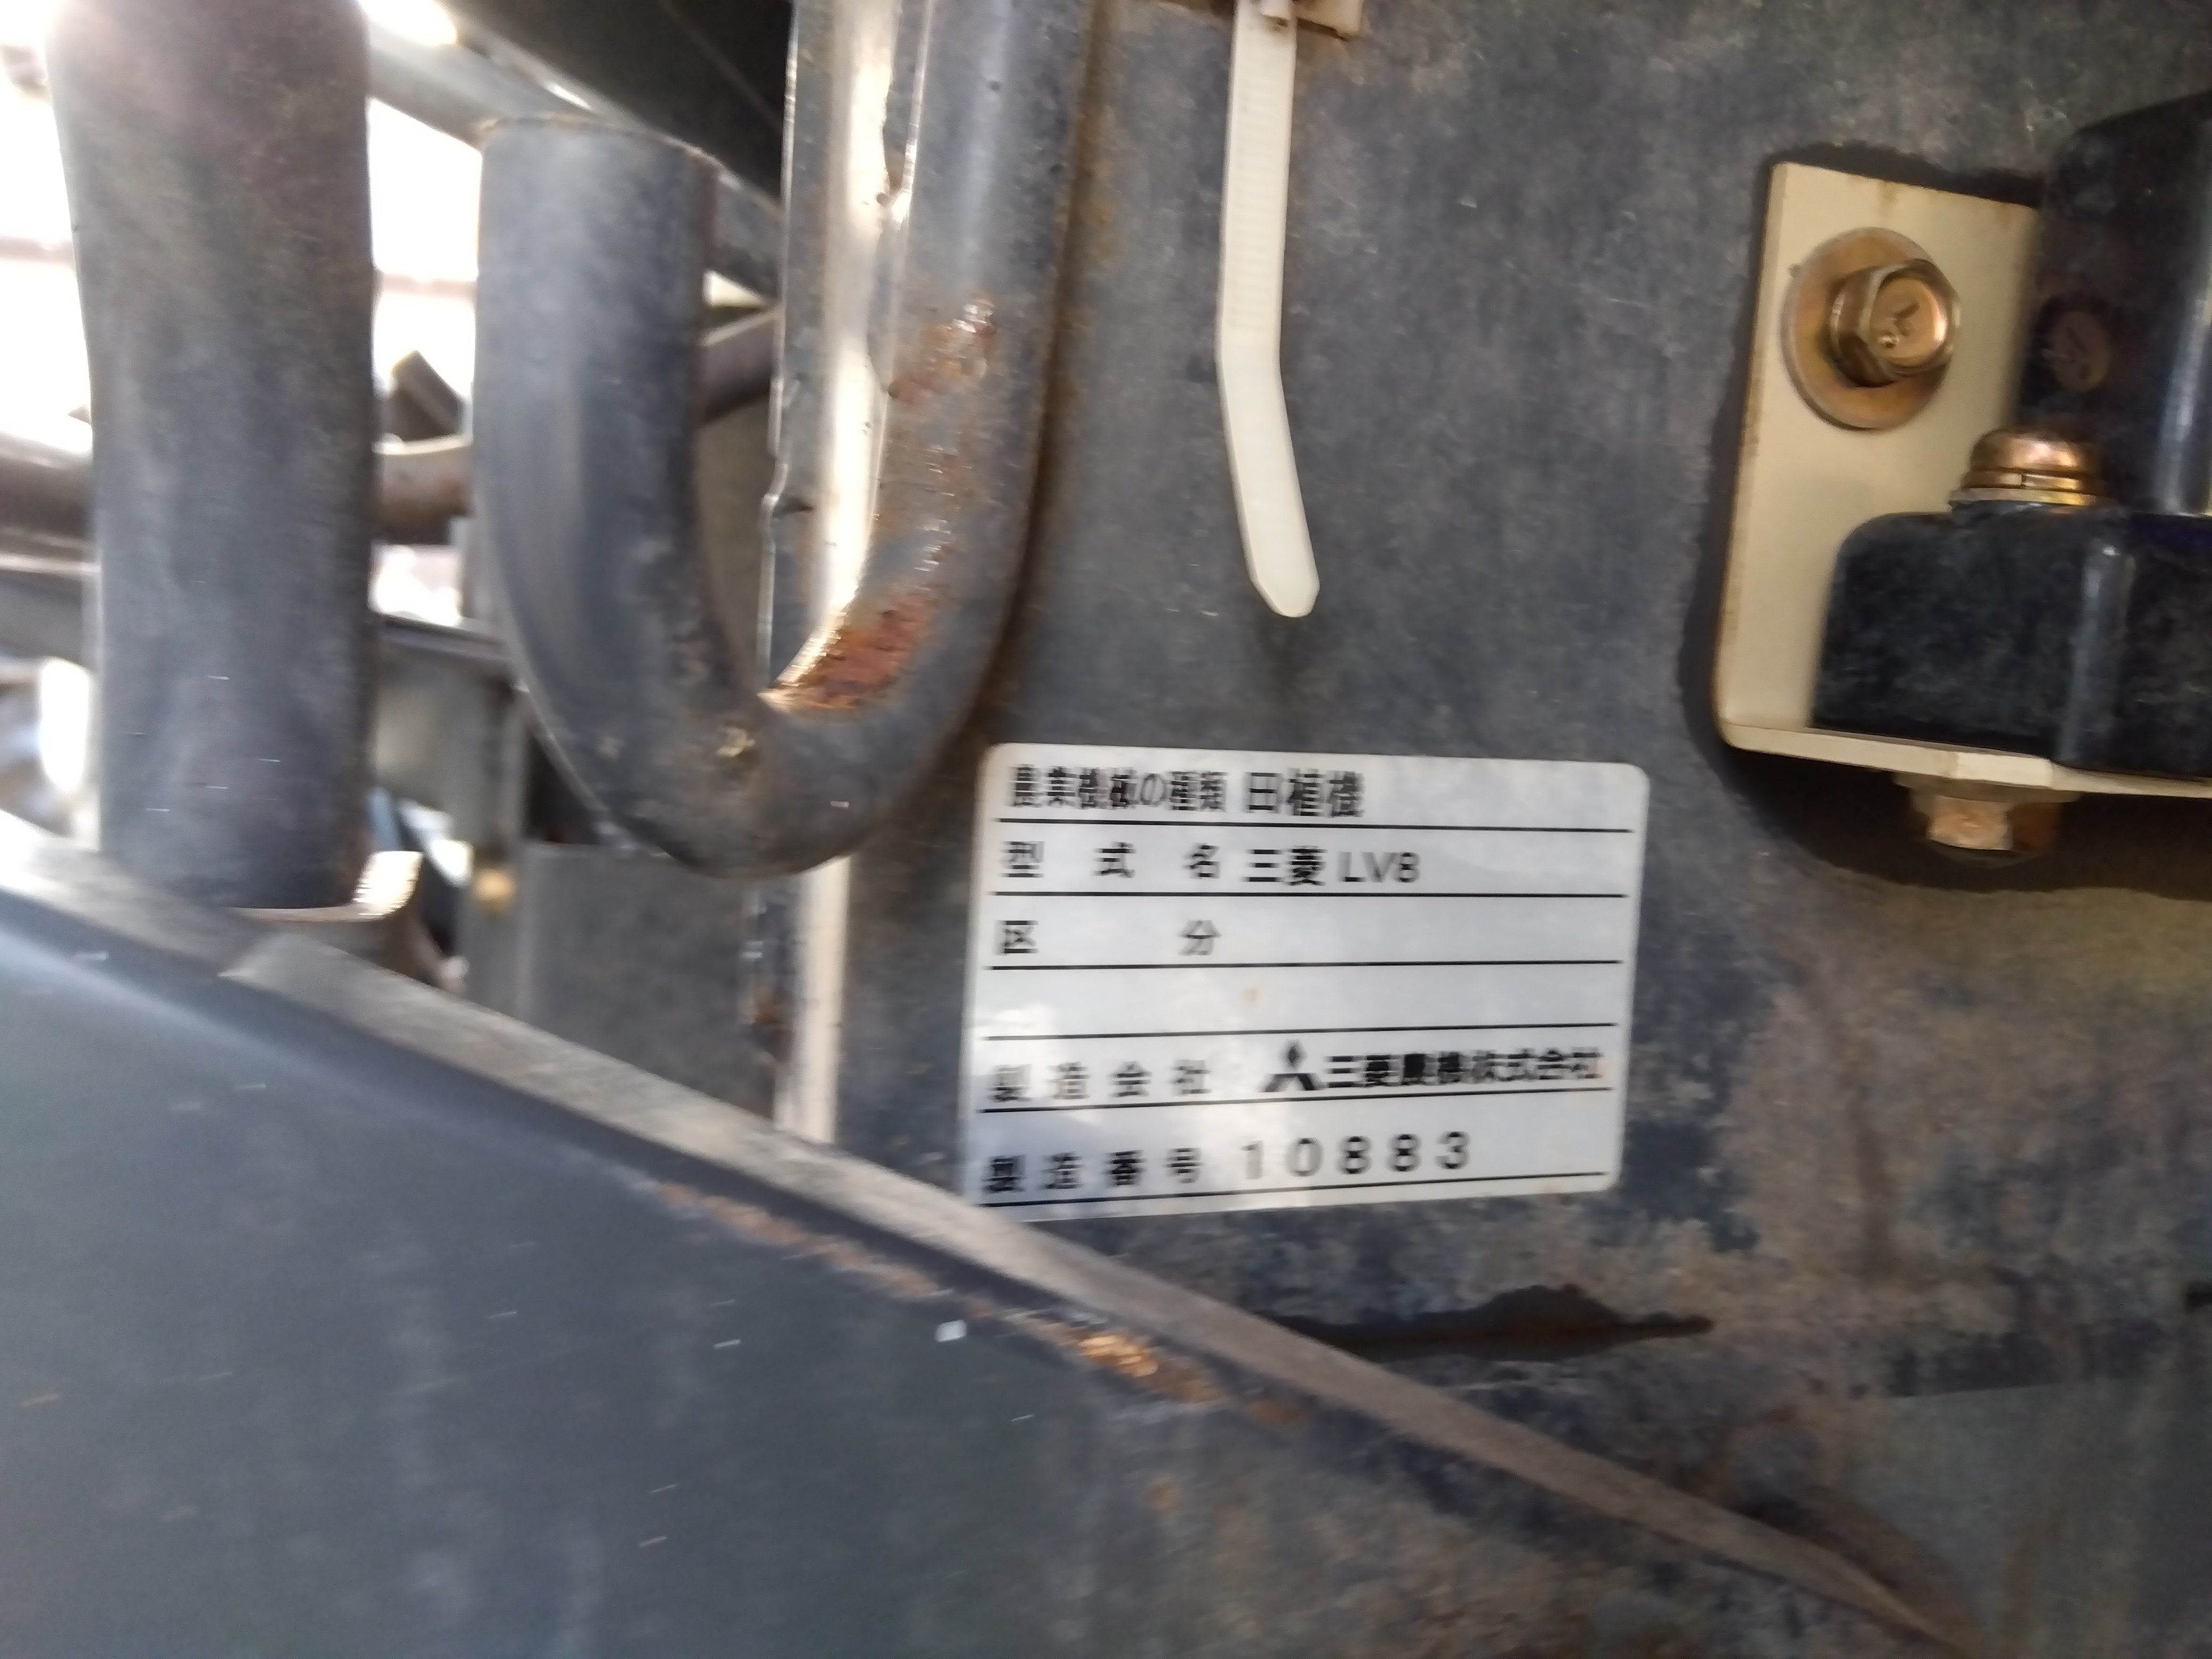 農業機械の種類 田植機
型式名 三菱 LV8
区分
製造会社 三菱農機株式会社
製造番号 10883